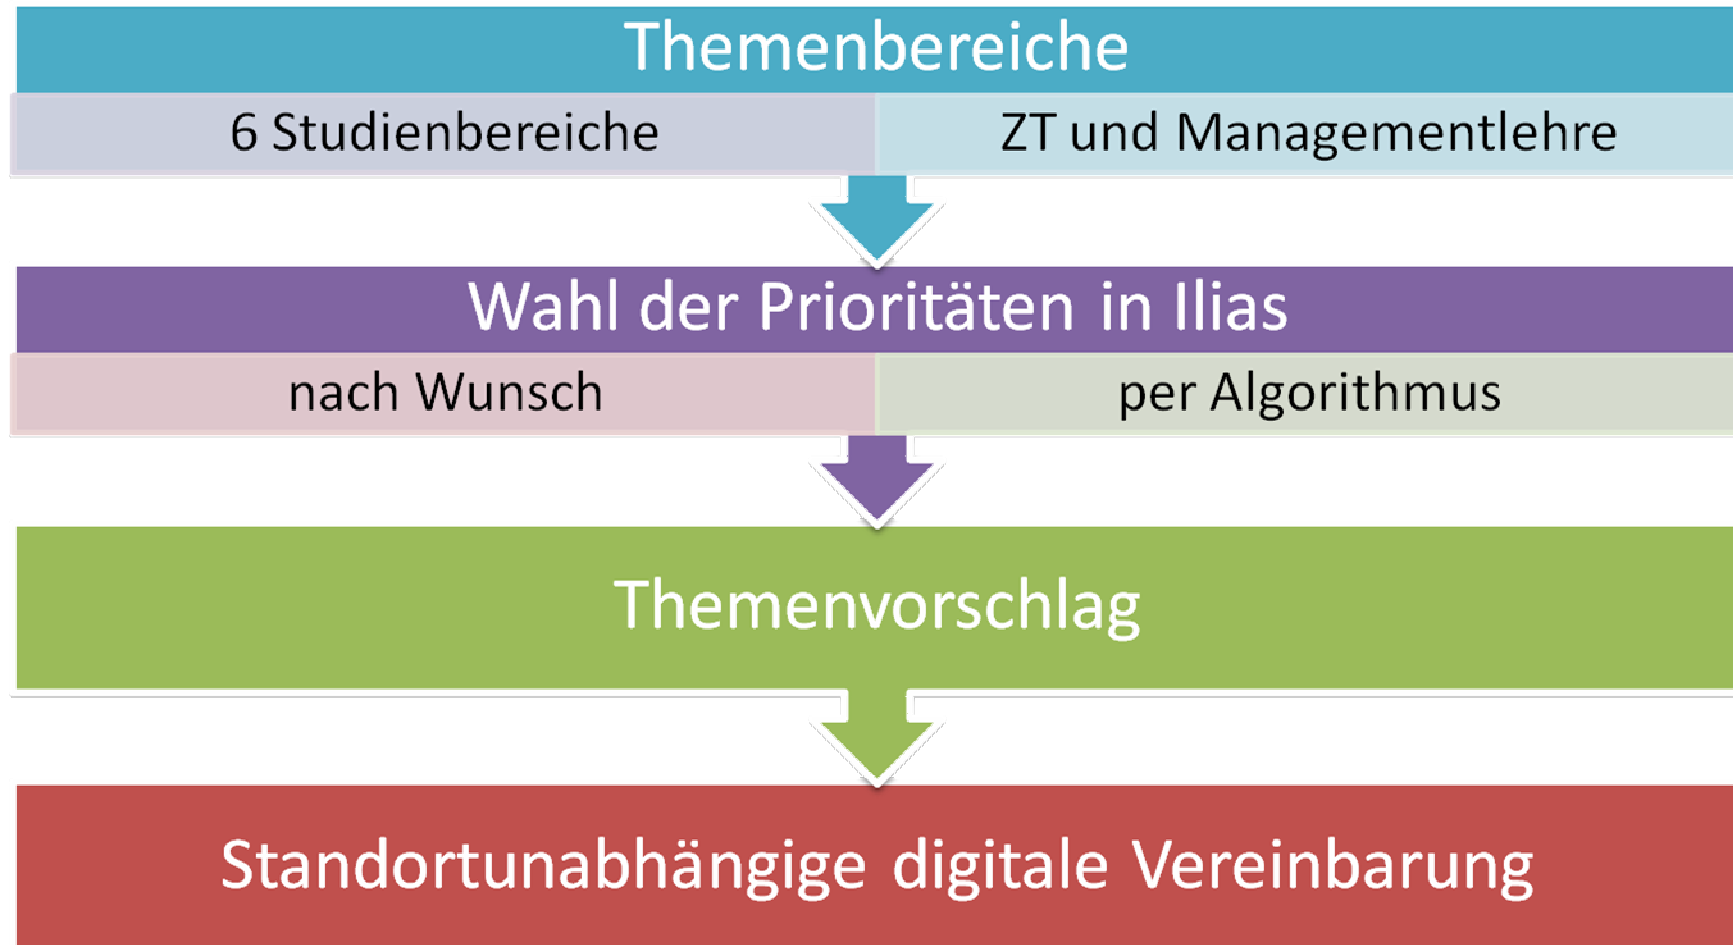 Themenbereiche
6 Studienbereiche
ZT und Managementlehre
Wahl der Prioritäten in Ilias
nach Wunsch
per Algorithmus
Themenvorschlag
Standortunabhängige digitale Vereinbarung